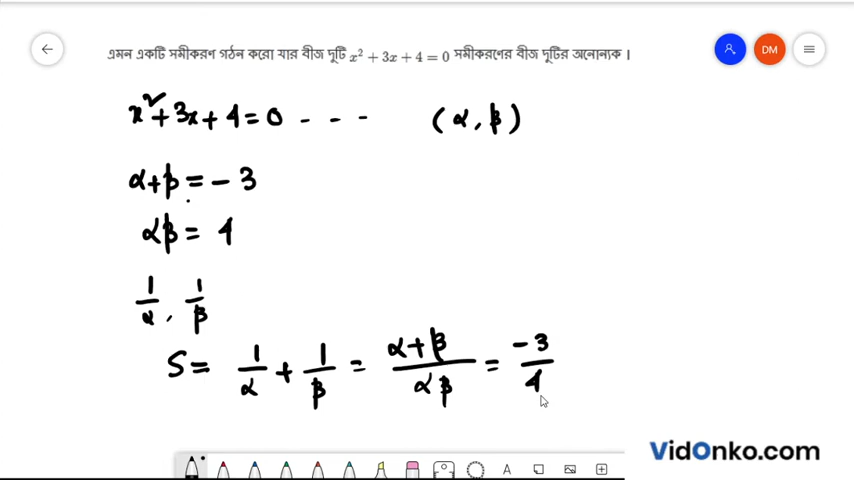 এমন একটি সমীকরণ গঠন করো যার বীজ দুটি x² + 3x + 4 = 0 সমীকরণের বীজ দুটির অনোন্যক ।
DM
x² + 3x + 4 = 0 - - - (α, β)
α + β = - 3
αβ = 4
1/α , 1/β
S = 1/α + 1/β = (α + β)/(αβ) = -3/4
A
VidOnko.com